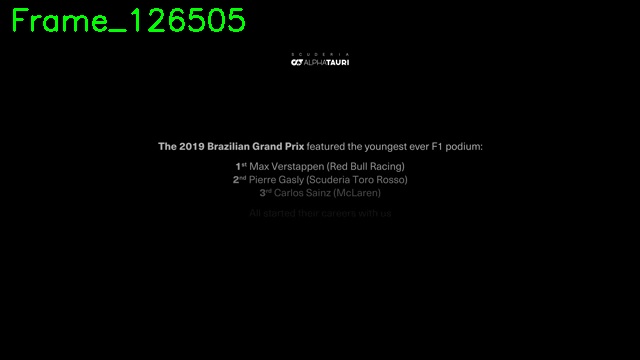 Frame_126505
SCUDERIA
ALPHATAURI
The 2019 Brazilian Grand Prix featured the youngest ever F1 podium:
1st Max Verstappen (Red Bull Racing)
2nd Pierre Gasly (Scuderia Toro Rosso)
3rd Carlos Sainz (McLaren)
All started their careers with us